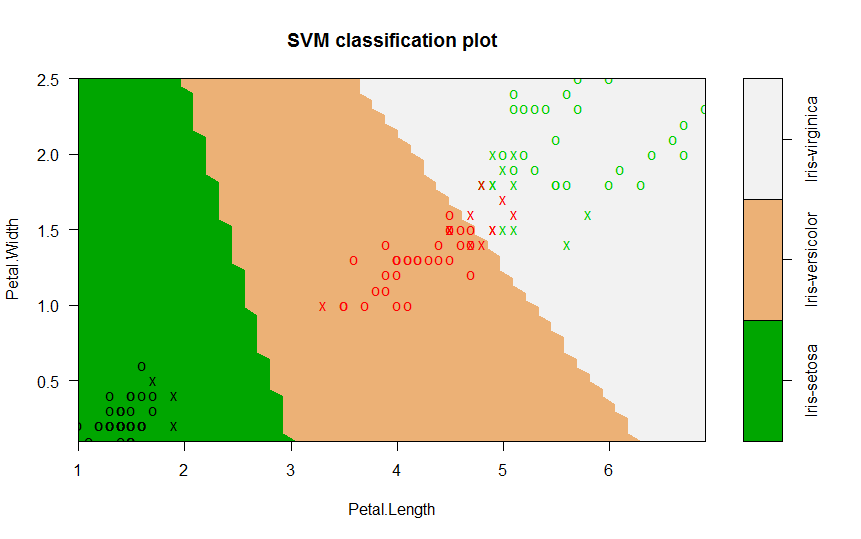 SVM classification plot
Petal.Width
2.5
2.0
1.5
1.0
0.5
1 2 3 4 5 6
Petal.Length
Iris-virginica
Iris-versicolor
Iris-setosa